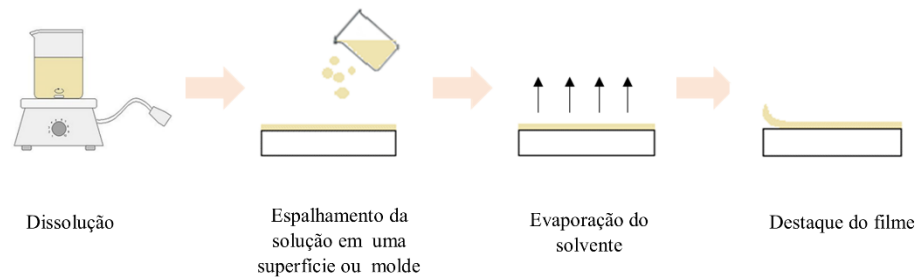 Dissolução
Espalhamento da
solução em uma
superfície ou molde
Evaporação do
solvente
Destaque do filme